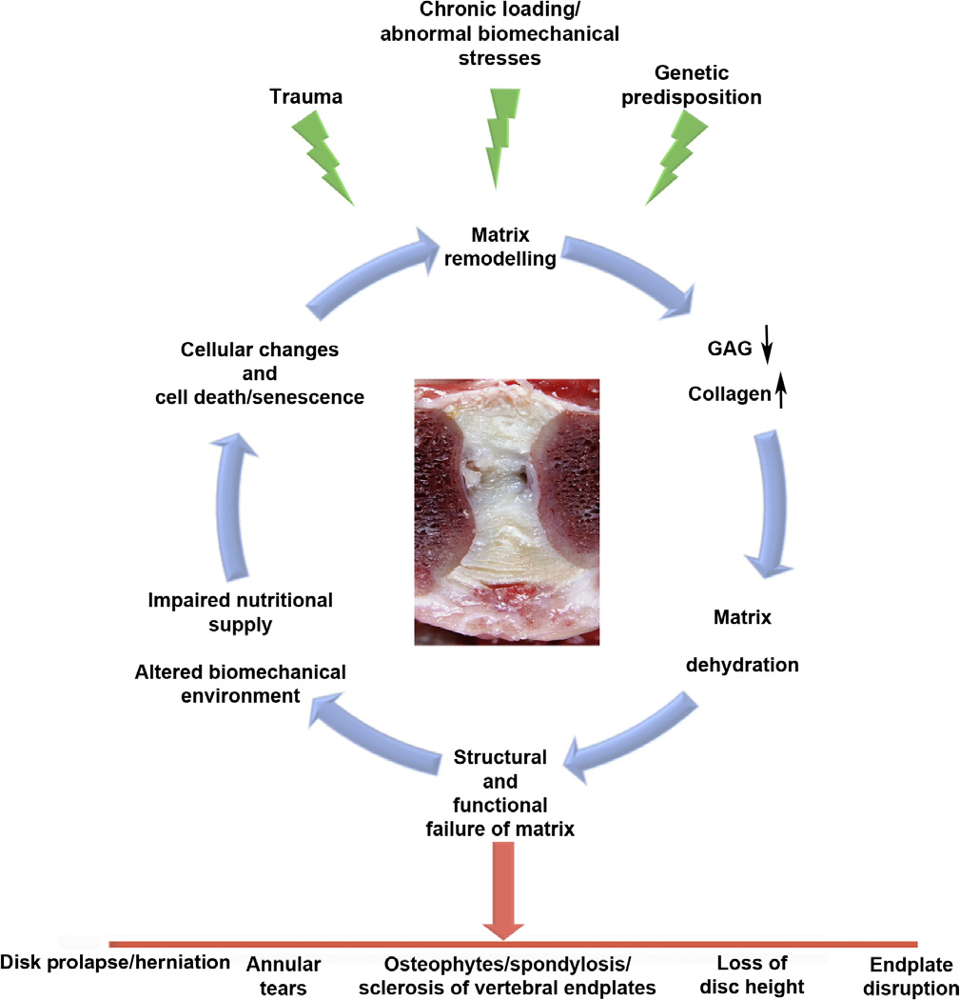 Chronic loading/
abnormal biomechanical
stresses
Trauma
Genetic
predisposition
Matrix
remodelling
GAG
Collagen
Matrix
dehydration
Structural
and
functional
failure of matrix
Impaired nutritional
supply
Altered biomechanical
environment
Cellular changes
and
cell death/senescence
Disk prolapse/herniation
Annular
tears
Osteophytes/spondylosis/
sclerosis of vertebral endplates
Loss of
disc height
Endplate
disruption